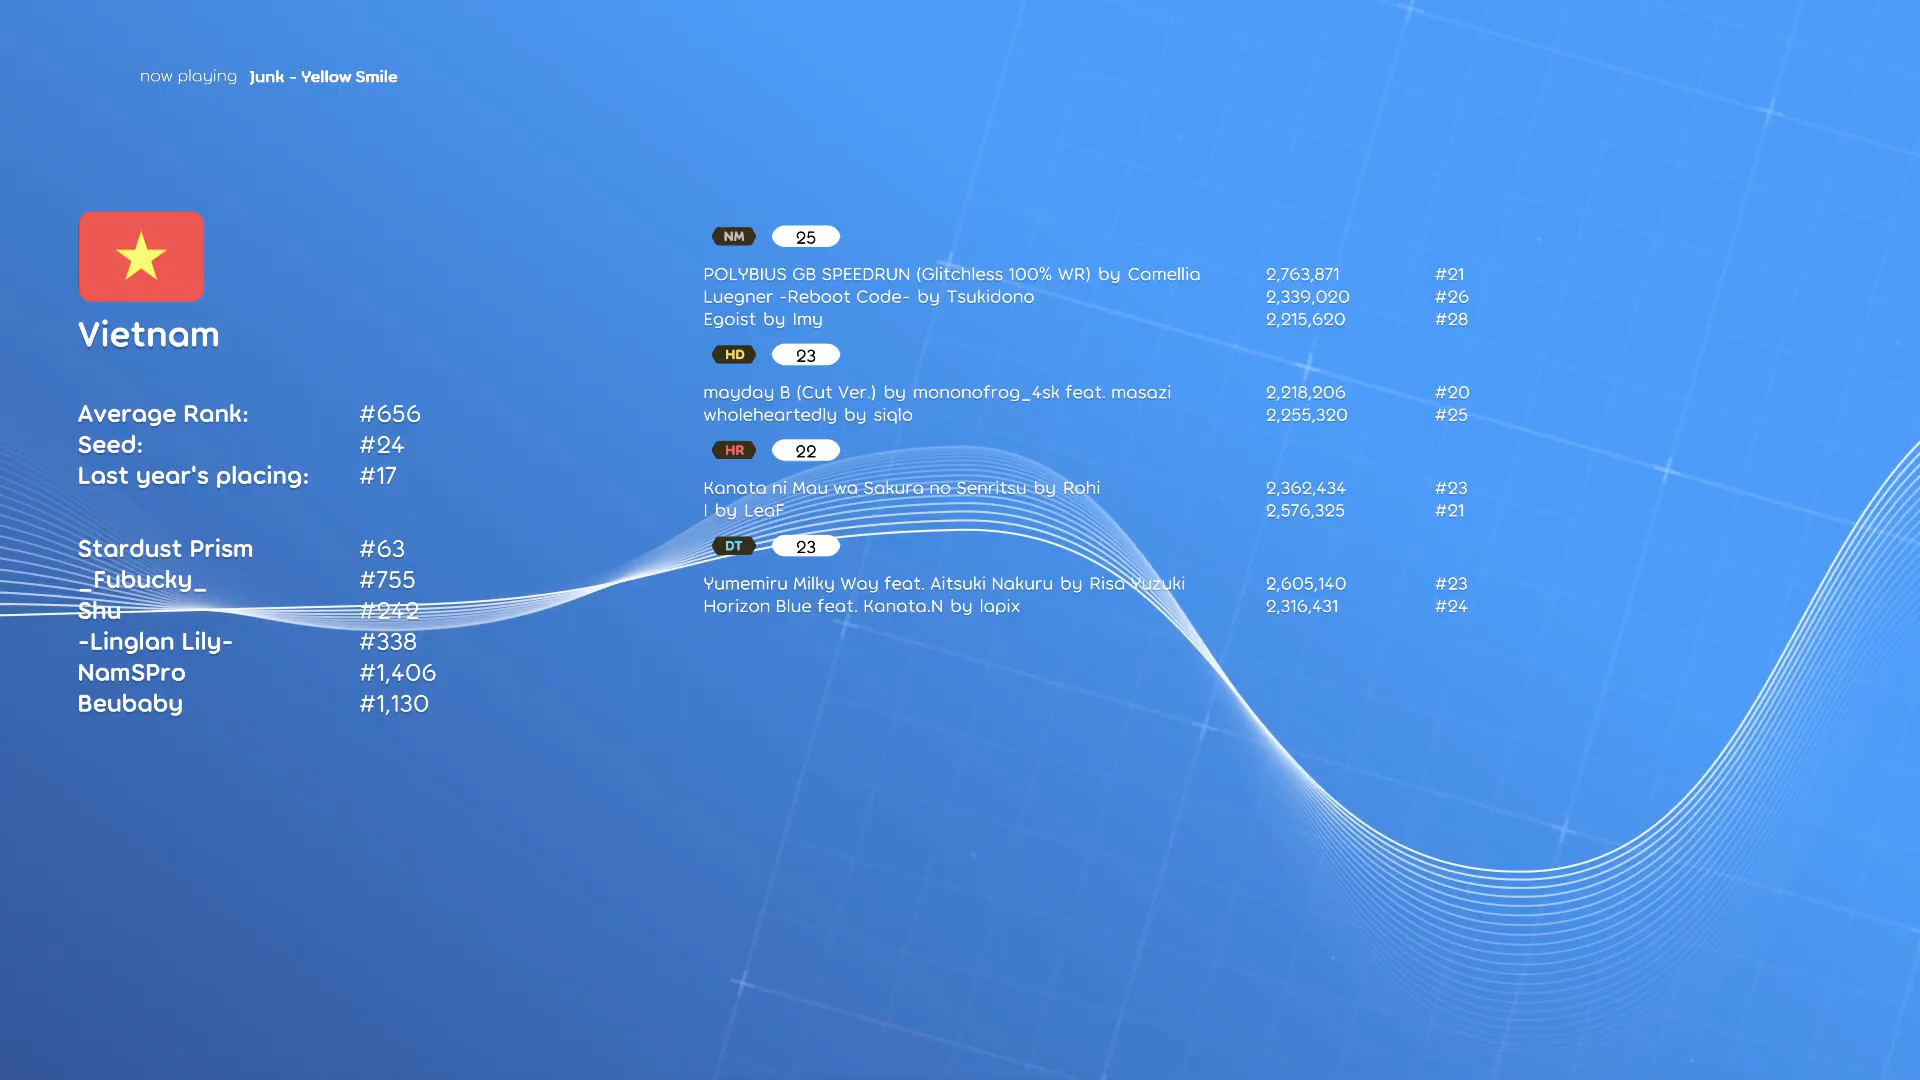 now playing Junk - Yellow Smile
Vietnam
Average Rank: #656
Seed: #24
Last year's placing: #17
Stardust Prism #63
_Fubucky_ #755
Shu #242
-Linglan Lily- #338
NamSPro #1,406
Beubaby #1,130
NM 25
POLYBIUS GB SPEEDRUN (Glitchless 100% WR) by Camellia 2,763,871 #21
Luegner -Reboot Code- by Tsukidono 2,339,020 #26
Egoist by Imy 2,215,620 #28
HD 23
mayday B (Cut Ver.) by mononofrog_4sk feat. masazi 2,218,206 #20
wholeheartedly by siqlo 2,255,320 #25
HR 22
Kanata ni Mau wa Sakura no Senritsu by Rohi 2,362,434 #23
I by LeaF 2,576,325 #21
DT 23
Yumemiru Milky Way feat. Aitsuki Nakuru by Risa Yuzuki 2,605,140 #23
Horizon Blue feat. Kanata.N by lapix 2,316,431 #24